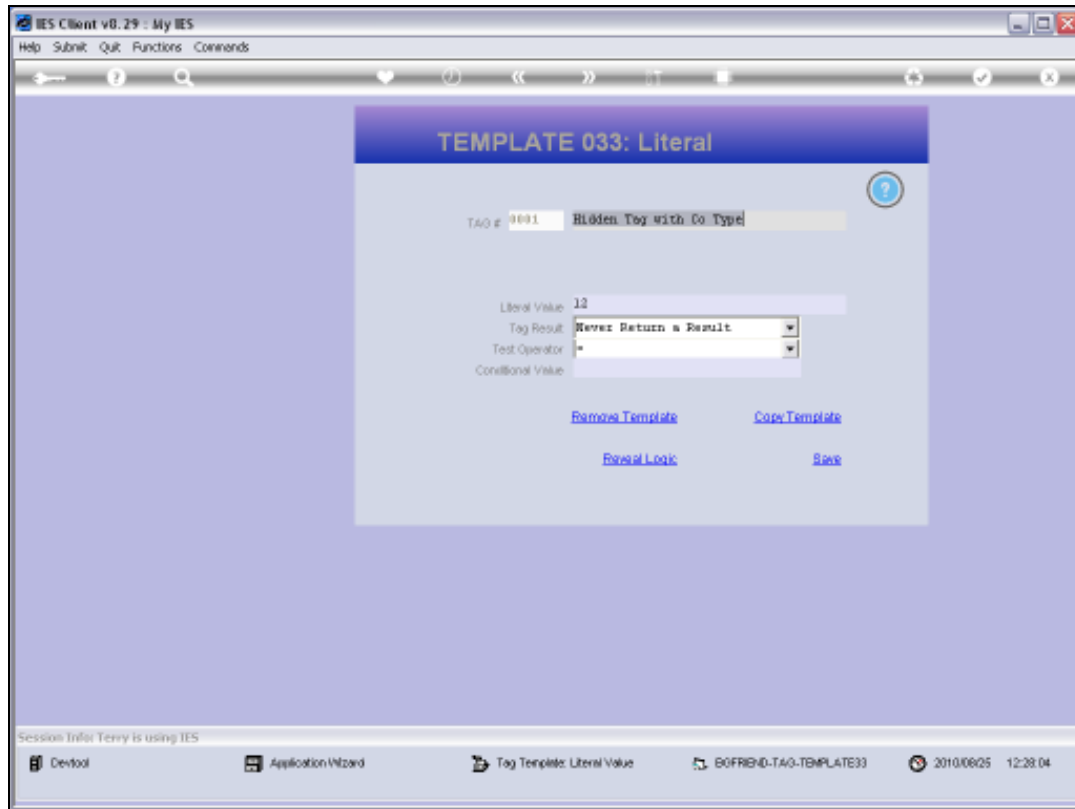 IES Client v8.29 : My IES
Help Submit Quit Functions Commands
TEMPLATE 033: Literal
TAG # 0001 Hidden Tag with Co Type
Literal Value 12
Tag Result Never Return a Result
Test Operator =
Conditional Value
Remove Template Copy Template
Reveal Logic Save
Session Info: Terry is using IES
Devtool Application Wizard Tag Template: Literal Value BGFRIEND-TAG-TEMPLATE33 2010/08/25 12:28:04